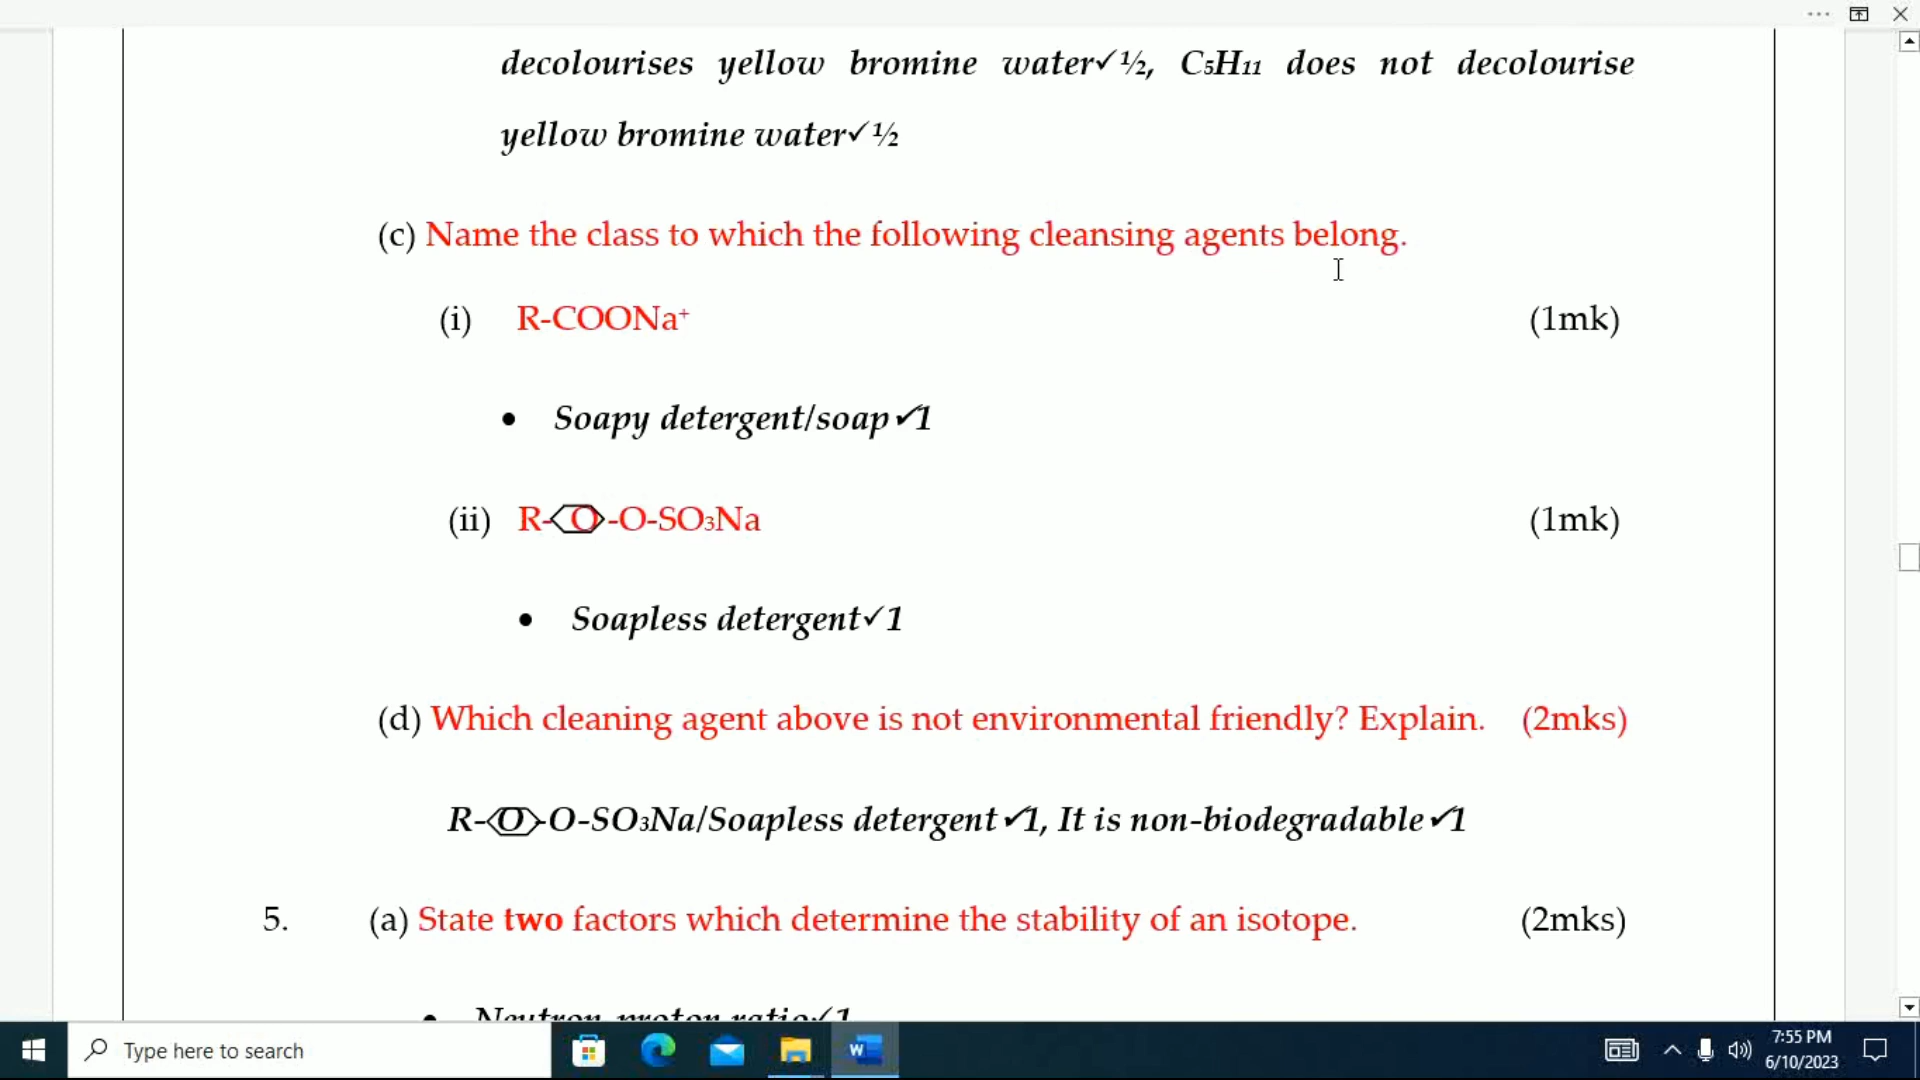 decolourises yellow bromine water✓½, C₅H₁₁ does not decolourise
yellow bromine water✓½
(c) Name the class to which the following cleansing agents belong.
(i) R-COONa⁺ (1mk)
• Soapy detergent/soap✓1
(ii) R-O-O-SO₃Na (1mk)
• Soapless detergent✓1
(d) Which cleaning agent above is not environmental friendly? Explain. (2mks)
R-O-O-SO₃Na/Soapless detergent✓1, It is non-biodegradable✓1
5. (a) State two factors which determine the stability of an isotope. (2mks)
• Neutron-proton ratio✓1
Type here to search
7:55 PM
6/10/2023